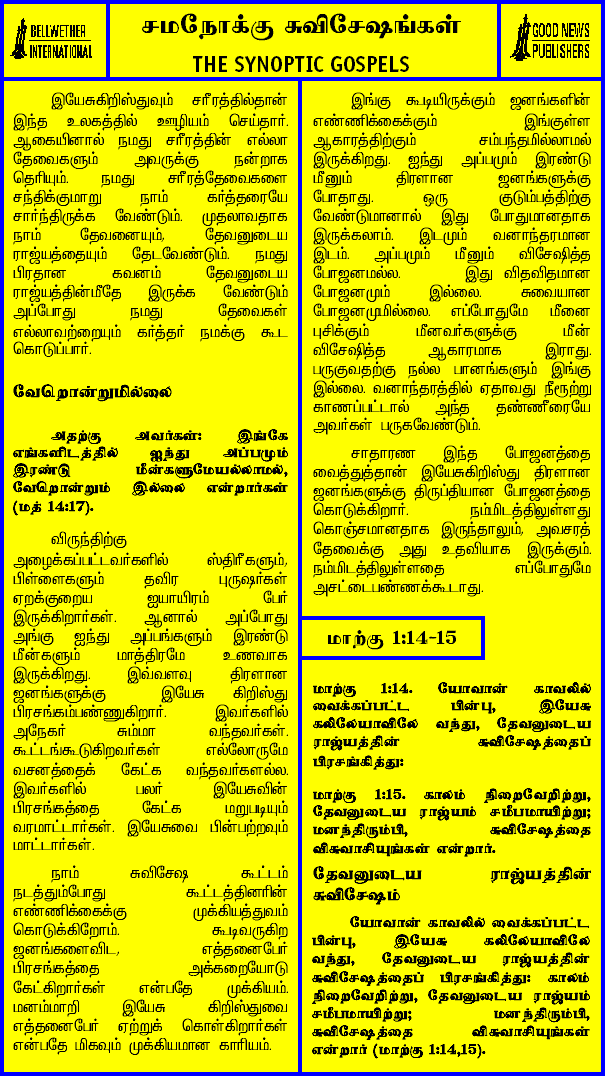 BELLWETHER
INTERNATIONAL
சமநோக்கு சுவிசேஷங்கள்
THE SYNOPTIC GOSPELS
GOOD NEWS
PUBLISHERS
இயேசுகிறிஸ்துவும் சரீரத்தில்தான்
இந்த உலகத்தில் ஊழியம் செய்தார்.
ஆகையினால் நமது சரீரத்தின் எல்லா
தேவைகளும் அவருக்கு நன்றாக
தெரியும். நமது சரீரத்தேவைகளை
சந்திக்குமாறு நாம் கர்த்தரையே
சார்ந்திருக்க வேண்டும். முதலாவதாக
நாம் தேவனையும், தேவனுடைய
ராஜ்யத்தையும் தேடவேண்டும். நமது
பிரதான கவனம் தேவனுடைய
ராஜ்யத்தின்மீதே இருக்க வேண்டும்
அப்போது நமது தேவைகள்
எல்லாவற்றையும் கர்த்தர் நமக்கு கூட
கொடுப்பார்.
வேறொன்றுமில்லை
அதற்கு அவர்கள்: இங்கே
எங்களிடத்தில் ஐந்து அப்பமும்
இரண்டு மீன்களுமேயல்லாமல்,
வேறொன்றும் இல்லை என்றார்கள்
(மத் 14:17).
விருந்திற்கு
அழைக்கப்பட்டவர்களில் ஸ்திரீகளும்,
பிள்ளைகளும் தவிர புருஷர்கள்
ஏறக்குறைய ஐயாயிரம் பேர்
இருக்கிறார்கள். ஆனால் அப்போது
அங்கு ஐந்து அப்பங்களும் இரண்டு
மீன்களும் மாத்திரமே உணவாக
இருக்கிறது. இவ்வளவு திரளான
ஜனங்களுக்கு இயேசு கிறிஸ்து
பிரசங்கம்பண்ணுகிறார். இவர்களில்
அநேகர் சும்மா வந்தவர்கள்.
கூட்டங்கூடுகிறவர்கள் எல்லோருமே
வசனத்தைக் கேட்க வந்தவர்களல்ல.
இவர்களில் பலர் இயேசுவின்
பிரசங்கத்தை கேட்க மறுபடியும்
வரமாட்டார்கள். இயேசுவை பின்பற்றவும்
மாட்டார்கள்.
நாம் சுவிசேஷ கூட்டம்
நடத்தும்போது கூட்டத்தினரின்
எண்ணிக்கைக்கு முக்கியத்துவம்
கொடுக்கிறோம். கூடிவருகிற
ஜனங்களைவிட, எத்தனைபேர்
பிரசங்கத்தை அக்கறையோடு
கேட்கிறார்கள் என்பதே முக்கியம்.
மனம்மாறி இயேசு கிறிஸ்துவை
எத்தனைபேர் ஏற்றுக் கொள்கிறார்கள்
என்பதே மிகவும் முக்கியமான காரியம்.
இங்கு கூடியிருக்கும் ஜனங்களின்
எண்ணிக்கைக்கும் இங்குள்ள
ஆகாரத்திற்கும் சம்பந்தமில்லாமல்
இருக்கிறது. ஐந்து அப்பமும் இரண்டு
மீனும் திரளான ஜனங்களுக்கு
போதாது. ஒரு குடும்பத்திற்கு
வேண்டுமானால் இது போதுமானதாக
இருக்கலாம். இடமும் வனாந்தரமான
இடம். அப்பமும் மீனும் விசேஷித்த
போஜனமல்ல. இது விதவிதமான
போஜனமும் இல்லை. சுவையான
போஜனமுமில்லை. எப்போதுமே மீனை
புசிக்கும் மீனவர்களுக்கு மீன்
விசேஷித்த ஆகாரமாக இராது.
பருகுவதற்கு நல்ல பானங்களும் இங்கு
இல்லை. வனாந்தரத்தில் ஏதாவது நீரூற்று
காணப்பட்டால் அந்த தண்ணீரையே
அவர்கள் பருகவேண்டும்.
சாதாரண இந்த போஜனத்தை
வைத்துத்தான் இயேசுகிறிஸ்து திரளான
ஜனங்களுக்கு திருப்தியான போஜனத்தை
கொடுக்கிறார். நம்மிடத்திலுள்ளது
கொஞ்சமானதாக இருந்தாலும், அவசரத்
தேவைக்கு அது உதவியாக இருக்கும்.
நம்மிடத்திலுள்ளதை எப்போதுமே
அசட்டைபண்ணக்கூடாது.
மாற்கு 1:14-15
மாற்கு 1:14. யோவான் காவலில்
வைக்கப்பட்ட பின்பு, இயேசு
கலிலேயாவிலே வந்து, தேவனுடைய
ராஜ்யத்தின் சுவிசேஷத்தைப்
பிரசங்கித்து:
மாற்கு 1:15. காலம் நிறைவேறிற்று,
தேவனுடைய ராஜ்யம் சமீபமாயிற்று;
மனந்திரும்பி, சுவிசேஷத்தை
விசுவாசியுங்கள் என்றார்.
தேவனுடைய ராஜ்யத்தின்
சுவிசேஷம்
யோவான் காவலில் வைக்கப்பட்ட
பின்பு, இயேசு கலிலேயாவிலே
வந்து, தேவனுடைய ராஜ்யத்தின்
சுவிசேஷத்தைப் பிரசங்கித்து: காலம்
நிறைவேறிற்று, தேவனுடைய ராஜ்யம்
சமீபமாயிற்று; மனந்திரும்பி,
சுவிசேஷத்தை விசுவாசியுங்கள்
என்றார் (மாற்கு 1:14,15).